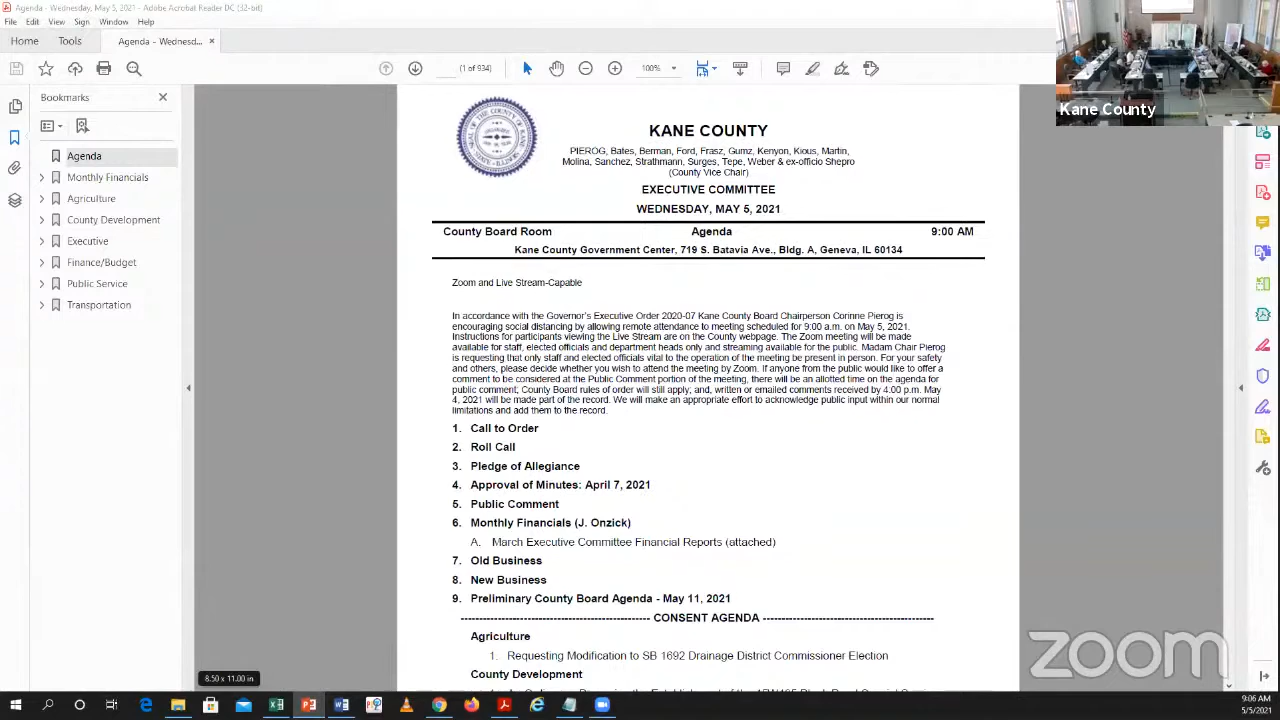 Agenda - Wednesday, May 5, 2021 - Adobe Acrobat Reader DC (32-bit)
File Edit View Sign Window Help
Home Tools Agenda - Wednesd... ×
(1 of 934) 100%
Kane County
Bookmarks
Agenda
Monthly Financials
Agriculture
County Development
Executive
Finance/Budget
Public Service
Transportation
KANE COUNTY
PIEROG, Bates, Berman, Ford, Frasz, Gumz, Kenyon, Kious, Martin,
Molina, Sanchez, Strathmann, Surges, Tepe, Weber & ex-officio Shepro
(County Vice Chair)
EXECUTIVE COMMITTEE
WEDNESDAY, MAY 5, 2021
County Board Room Agenda 9:00 AM
Kane County Government Center, 719 S. Batavia Ave., Bldg. A, Geneva, IL 60134
Zoom and Live Stream-Capable
In accordance with the Governor's Executive Order 2020-07 Kane County Board Chairperson Corinne Pierog is
encouraging social distancing by allowing remote attendance to meeting scheduled for 9:00 a.m. on May 5, 2021.
Instructions for participants viewing the Live Stream are on the County webpage. The Zoom meeting will be made
available for staff, elected officials and department heads only and streaming available for the public. Madam Chair Pierog
is requesting that only staff and elected officials vital to the operation of the meeting be present in person. For your safety
and others, please decide whether you wish to attend the meeting by Zoom. If anyone from the public would like to offer a
comment to be considered at the Public Comment portion of the meeting, there will be an allotted time on the agenda for
public comment; County Board rules of order will still apply; and, written or emailed comments received by 4:00 p.m. May
4, 2021 will be made part of the record. We will make an appropriate effort to acknowledge public input within our normal
limitations and add them to the record.
1. Call to Order
2. Roll Call
3. Pledge of Allegiance
4. Approval of Minutes: April 7, 2021
5. Public Comment
6. Monthly Financials (J. Onzick)
A. March Executive Committee Financial Reports (attached)
7. Old Business
8. New Business
9. Preliminary County Board Agenda - May 11, 2021
CONSENT AGENDA
Agriculture
1. Requesting Modification to SB 1692 Drainage District Commissioner Election
County Development
8.50 x 11.00 in
zoom
9:06 AM
5/5/2021